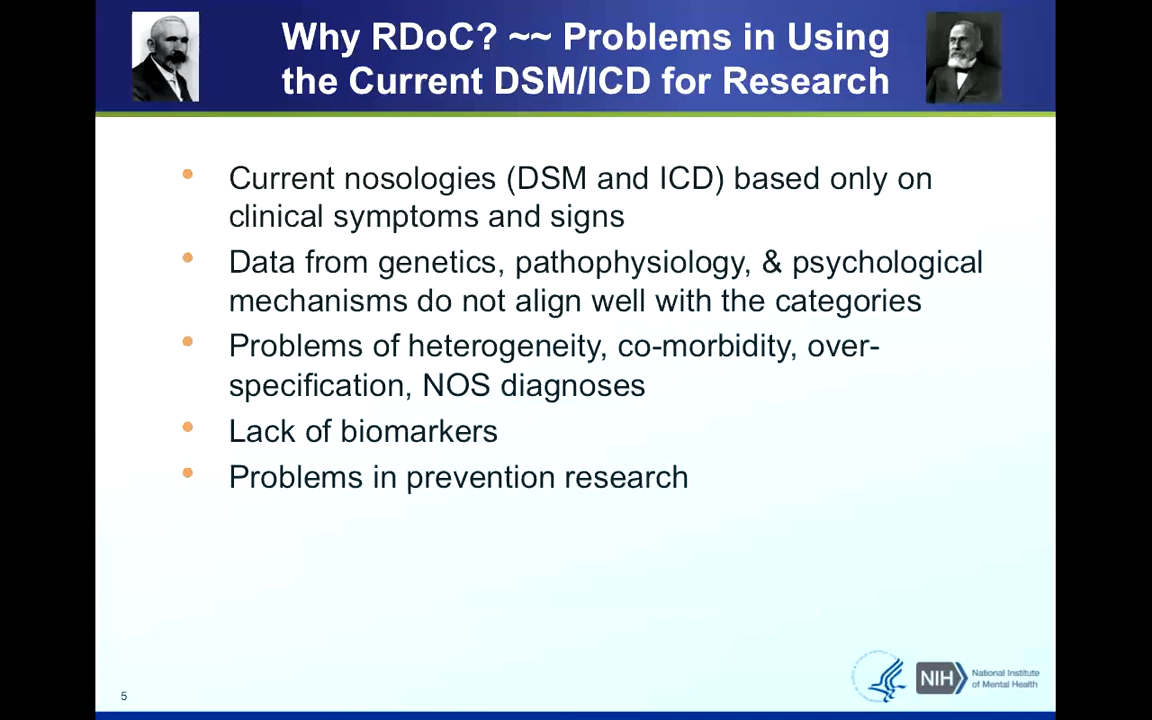 Why RDoC? ~~ Problems in Using
the Current DSM/ICD for Research
• Current nosologies (DSM and ICD) based only on
clinical symptoms and signs
• Data from genetics, pathophysiology, & psychological
mechanisms do not align well with the categories
• Problems of heterogeneity, co-morbidity, over-
specification, NOS diagnoses
• Lack of biomarkers
• Problems in prevention research
5
NIH
National Institute
of Mental Health